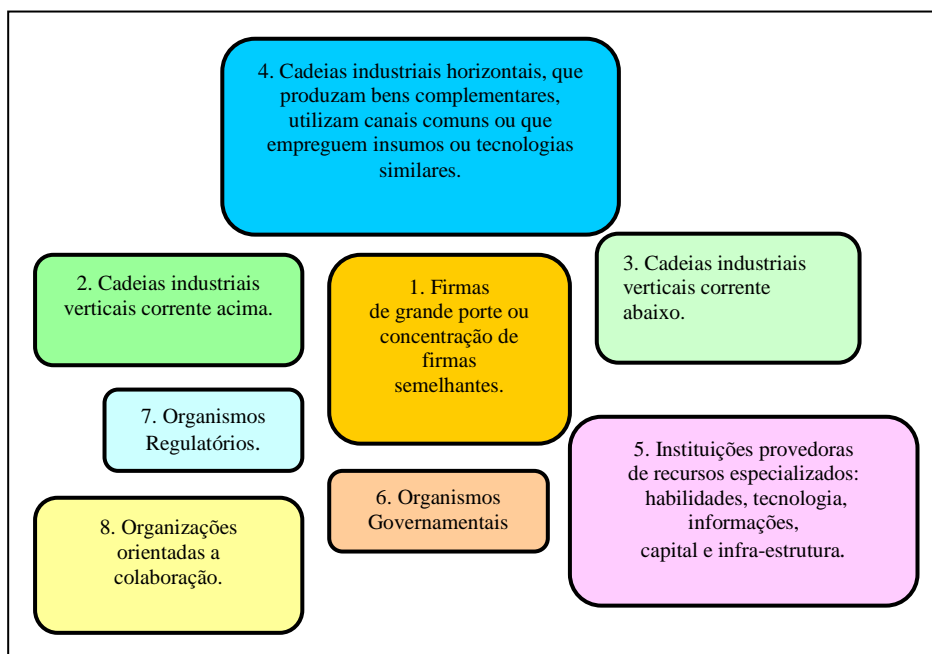 4. Cadeias industriais horizontais, que
produzam bens complementares,
utilizam canais comuns ou que
empreguem insumos ou tecnologias
similares.
2. Cadeias industriais
verticais corrente acima.
1. Firmas
de grande porte ou
concentração de
firmas
semelhantes.
3. Cadeias industriais
verticais corrente
abaixo.
7. Organismos
Regulatórios.
5. Instituições provedoras
de recursos especializados:
habilidades, tecnologia,
informações,
capital e infra-estrutura.
6. Organismos
Governamentais
8. Organizações
orientadas a
colaboração.